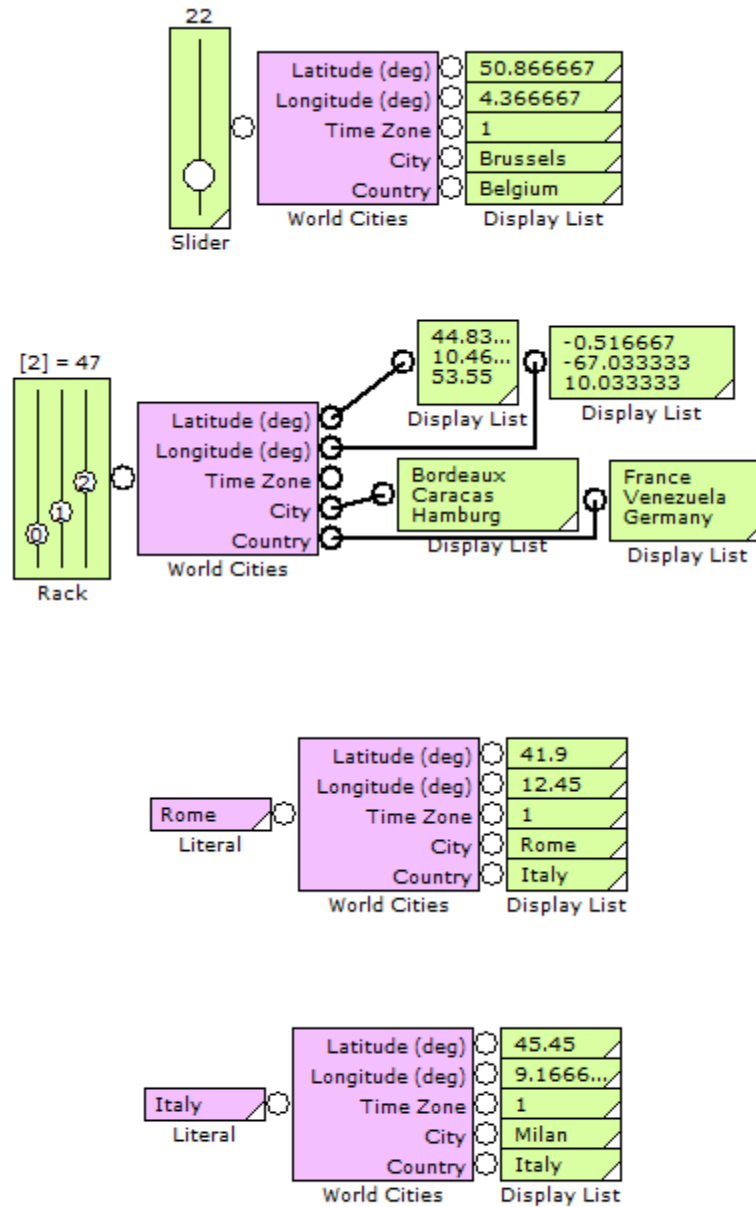 22
Latitude (deg) 50.866667
Longitude (deg) 4.366667
Time Zone 1
City Brussels
Country Belgium
Slider World Cities Display List
[2] = 47
44.83...
10.46...
53.55
Display List
-0.516667
-67.033333
10.033333
Display List
0 1 2
Latitude (deg)
Longitude (deg)
Time Zone
City
Country
World Cities
Rack
Bordeaux
Caracas
Hamburg
Display List
France
Venezuela
Germany
Display List
Rome
Literal
Latitude (deg) 41.9
Longitude (deg) 12.45
Time Zone 1
City Rome
Country Italy
World Cities Display List
Italy
Literal
Latitude (deg) 45.45
Longitude (deg) 9.1666...
Time Zone 1
City Milan
Country Italy
World Cities Display List